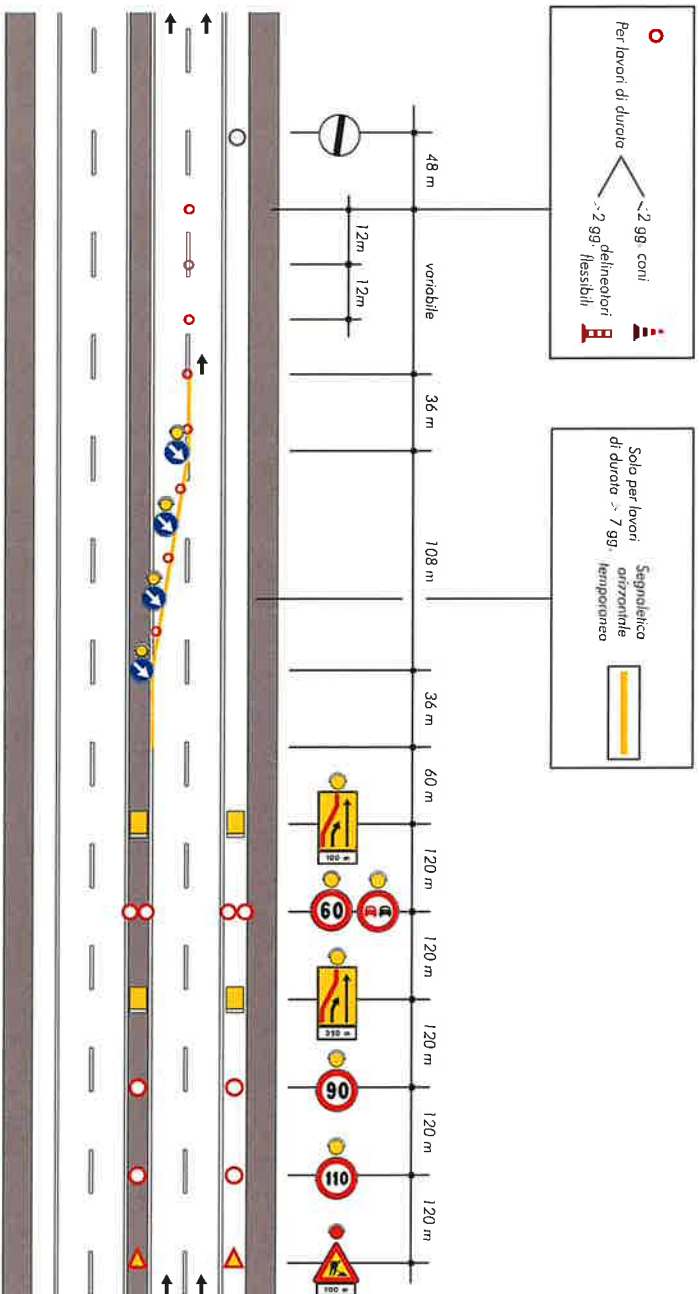 Per lavori di durata
< 2 gg. coni
> 2 gg. delineatori
flessibili
Solo per lavori
di durata > 7 gg.
Segnaletica
orizzontale
temporanea
48 m
variabile
36 m
108 m
36 m
60 m
120 m
120 m
120 m
120 m
120 m
12m
12m
100 m
60
350 m
90
110